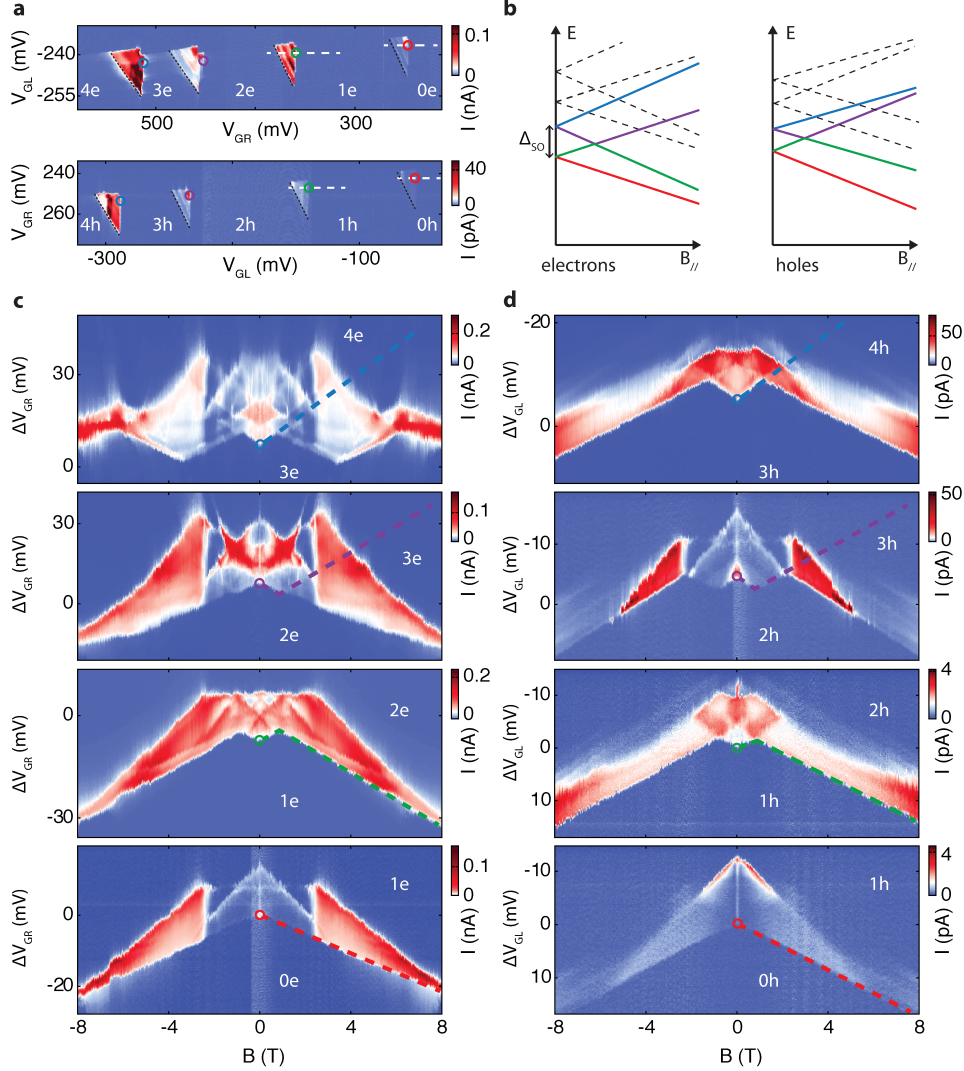 a
V_GL (mV)
-240
-255
4e 3e 2e 1e 0e
500 300
V_GR (mV)
0.1
0
I (nA)
V_GR (mV)
240
260
4h 3h 2h 1h 0h
-300 -100
V_GL (mV)
40
0
I (pA)
b
E
Δ_SO
electrons
B_//
E
holes
B_//
c
ΔV_GR (mV)
30
0
4e
3e
0.2
0
I (nA)
ΔV_GR (mV)
30
0
3e
2e
0.1
0
I (nA)
ΔV_GR (mV)
0
-30
2e
1e
0.2
0
I (nA)
ΔV_GR (mV)
0
-20
1e
0e
0.1
0
I (nA)
-8 -4 0 4 8
B (T)
d
ΔV_GL (mV)
-20
0
4h
3h
50
0
I (pA)
ΔV_GL (mV)
-10
0
3h
2h
50
0
I (pA)
ΔV_GL (mV)
-10
0
10
2h
1h
4
0
I (pA)
ΔV_GL (mV)
-10
0
10
1h
0h
4
0
I (pA)
-4 0 4 8
B (T)